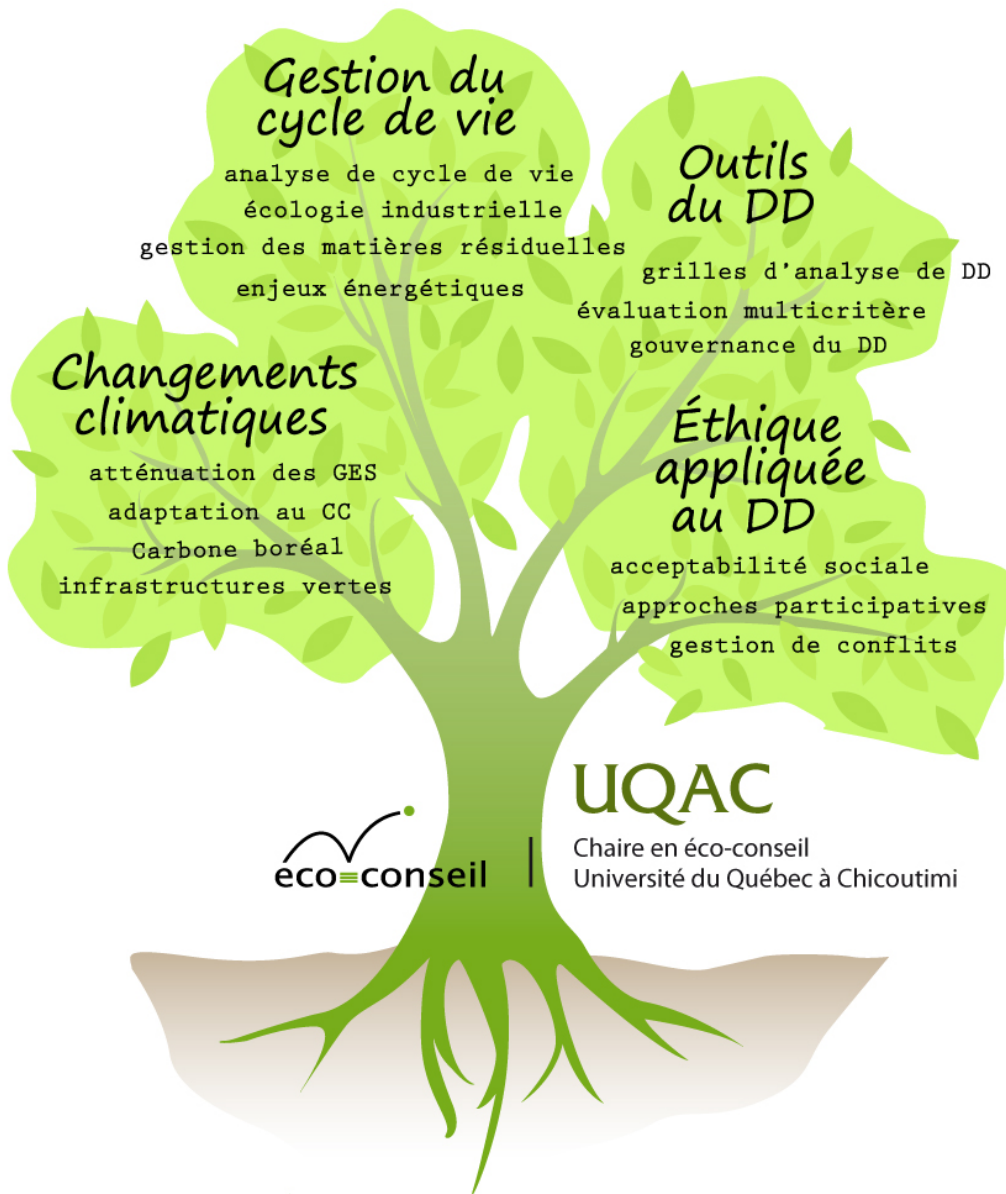 Gestion du
cycle de vie
analyse de cycle de vie
écologie industrielle
gestion des matières résiduelles
enjeux énergétiques
Outils
du DD
grilles d'analyse de DD
évaluation multicritère
gouvernance du DD
Changements
climatiques
atténuation des GES
adaptation au CC
Carbone boréal
infrastructures vertes
Éthique
appliquée
au DD
acceptabilité sociale
approches participatives
gestion de conflits
éco-conseil
UQAC
Chaire en éco-conseil
Université du Québec à Chicoutimi